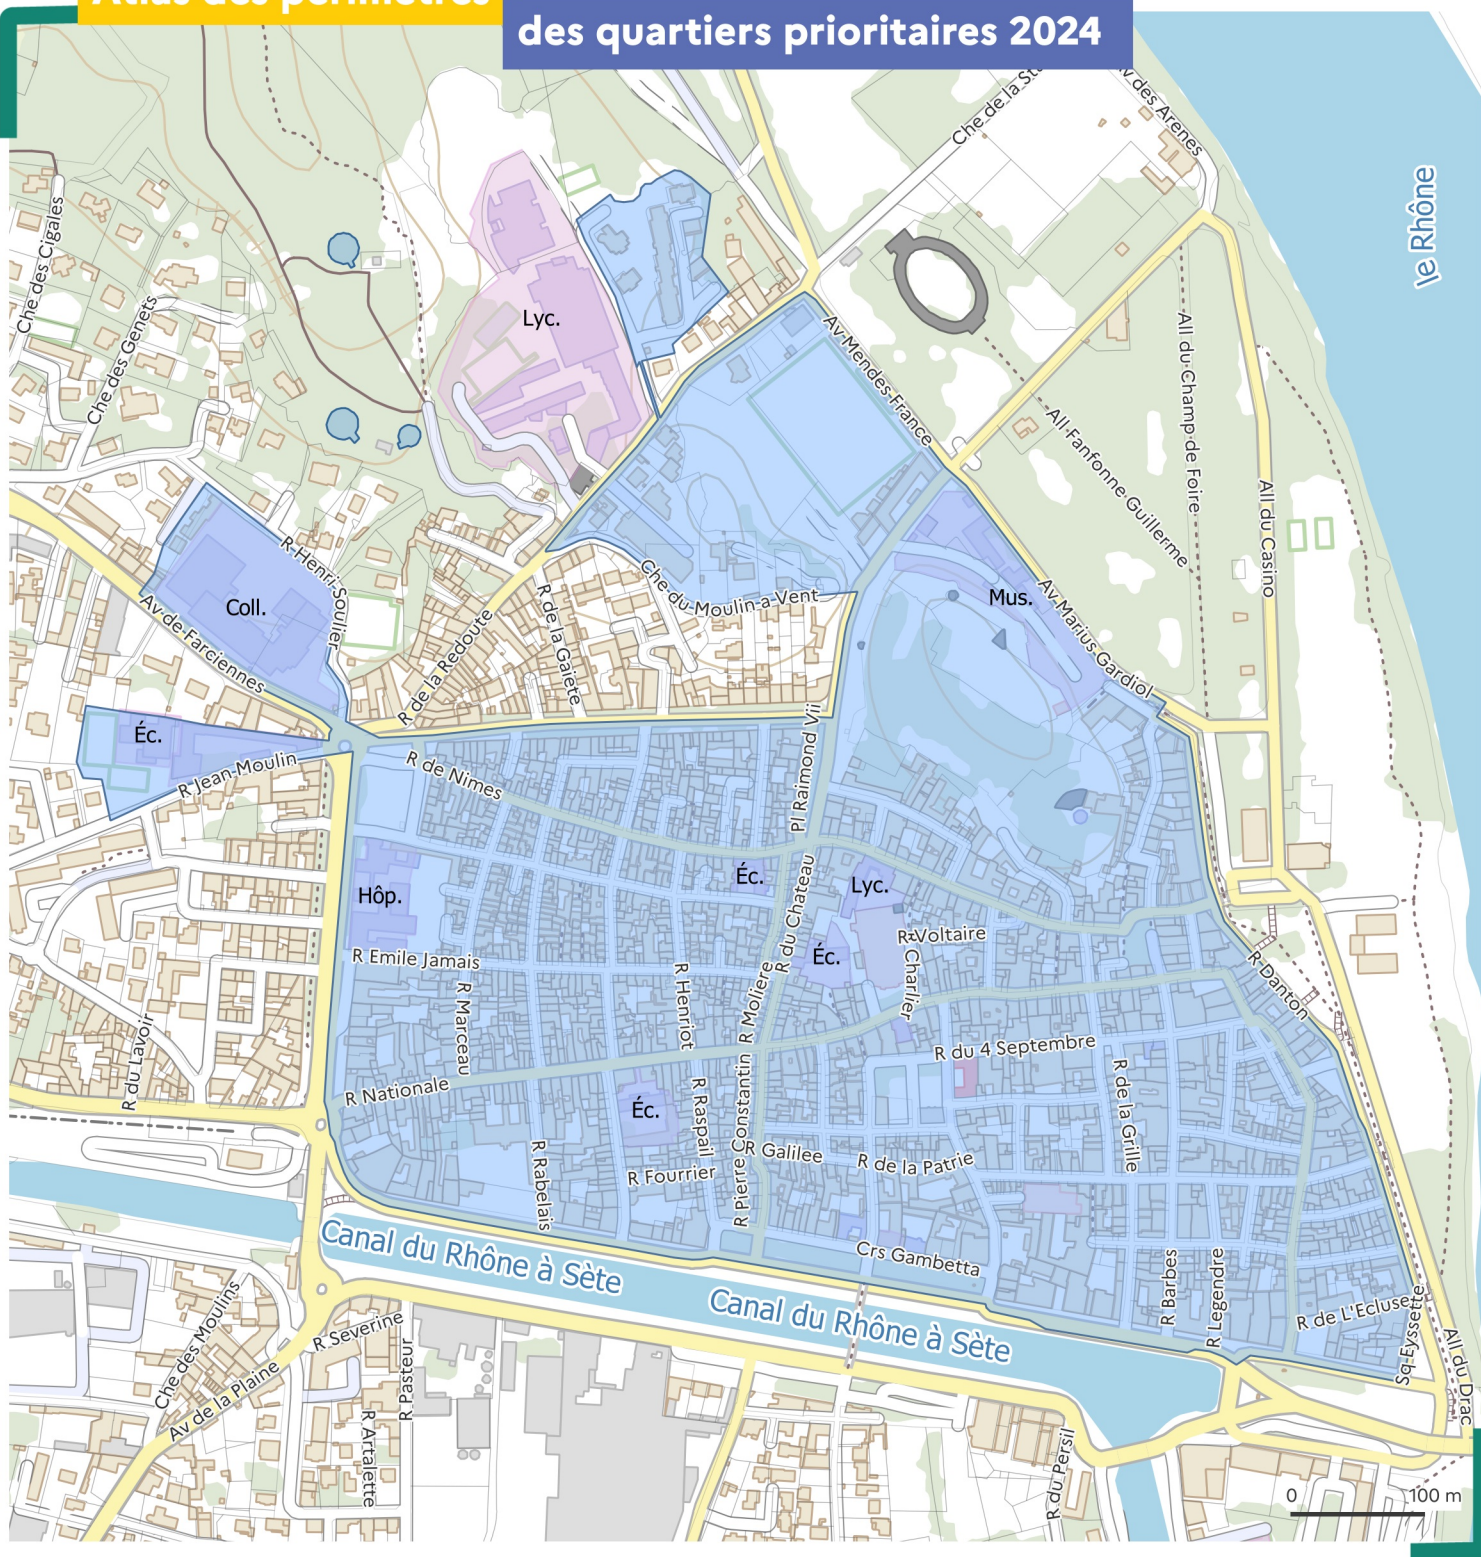 Atlas des périmètres
des quartiers prioritaires 2024
Av des Arenes
le Rhône
Che des Cigales
Che des Genets
Lyc.
Av Mendes France
All du Champ de Foire
All Fanfonne Guillerme
All du Casino
R Henri Soulier
Coll.
Av de Farciennes
Che du Moulin a Vent
R de la Gaiete
R de la Redoute
Mus.
Av Marius Gardiol
Éc.
R Jean Moulin
R de Nimes
Pl Raimond Vii
Hôp.
Éc.
R du Chateau
Lyc.
R Voltaire
Éc.
R Charlier
R Emile Jamais
R Marceau
R Henriot
R Moliere
R Danton
R du Lavoir
R Nationale
R du 4 Septembre
R de la Grille
Éc.
R Raspail
R Pierre Constantin
R Galilee
R de la Patrie
R Fourrier
R Rabelais
Canal du Rhône à Sète
Crs Gambetta
Canal du Rhône à Sète
R Barbes
R Legendre
R de L'Ecluse
Sq Eyssette
All du Drac
Che des Moulins
R Severine
R Pasteur
Av de la Plaine
R Artalette
R du Persil
0 100 m